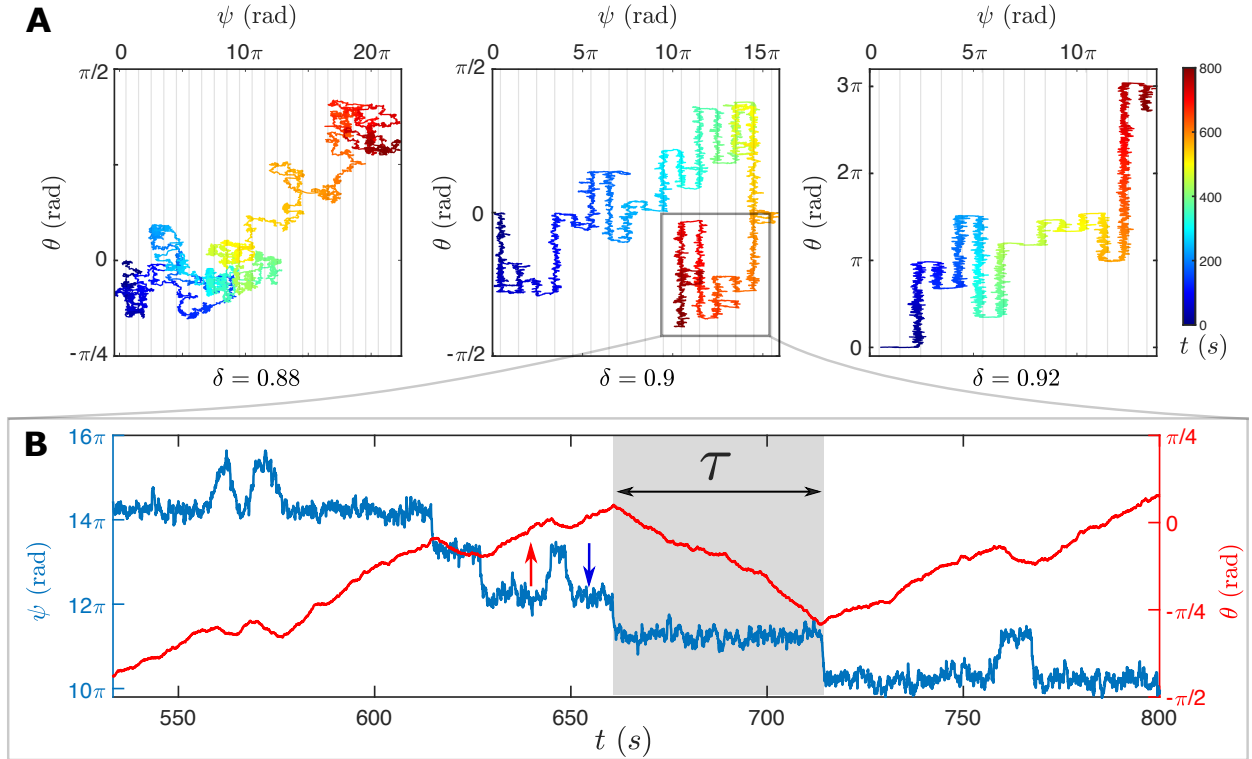 A
ψ (rad)
ψ (rad)
ψ (rad)
0 10π 20π
0 5π 10π 15π
0 5π 10π
π/2
0
-π/4
θ (rad)
π/2
0
-π/2
θ (rad)
3π
2π
π
0
θ (rad)
800
600
400
200
0
t (s)
δ = 0.88
δ = 0.9
δ = 0.92
B
16π
14π
12π
10π
ψ (rad)
τ
π/4
0
-π/4
-π/2
θ (rad)
550 600 650 700 750 800
t (s)